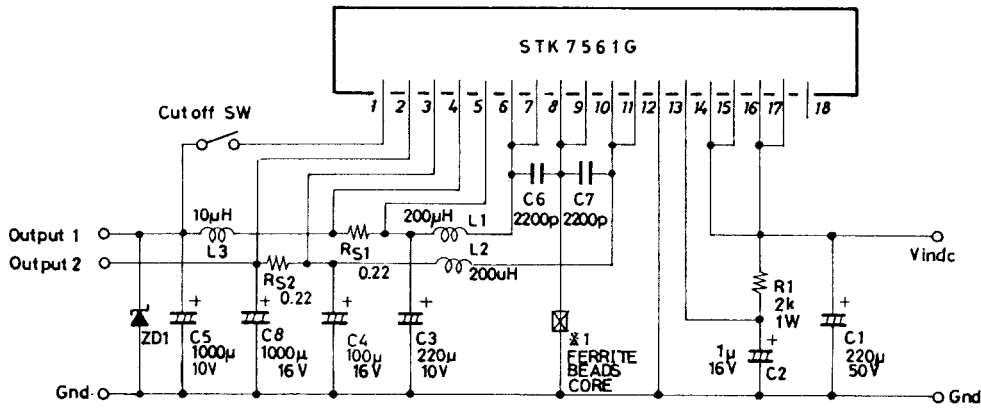 STK7561G
1 2 3 4 5 6 7 8 9 10 11 12 13 14 15 16 17 18
Cutoff SW
C6
2200p
C7
2200p
10μH
L3
200μH
L1
L2
200uH
Output 1
Output 2
RS1
0.22
RS2
0.22
Vindc
R1
2k
1W
ZD1
C5
1000μ
10V
C8
1000μ
16V
C4
100μ
16V
C3
220μ
10V
※1
FERRITE
BEADS
CORE
1μ
16V
C2
C1
220μ
50V
Gnd
Gnd